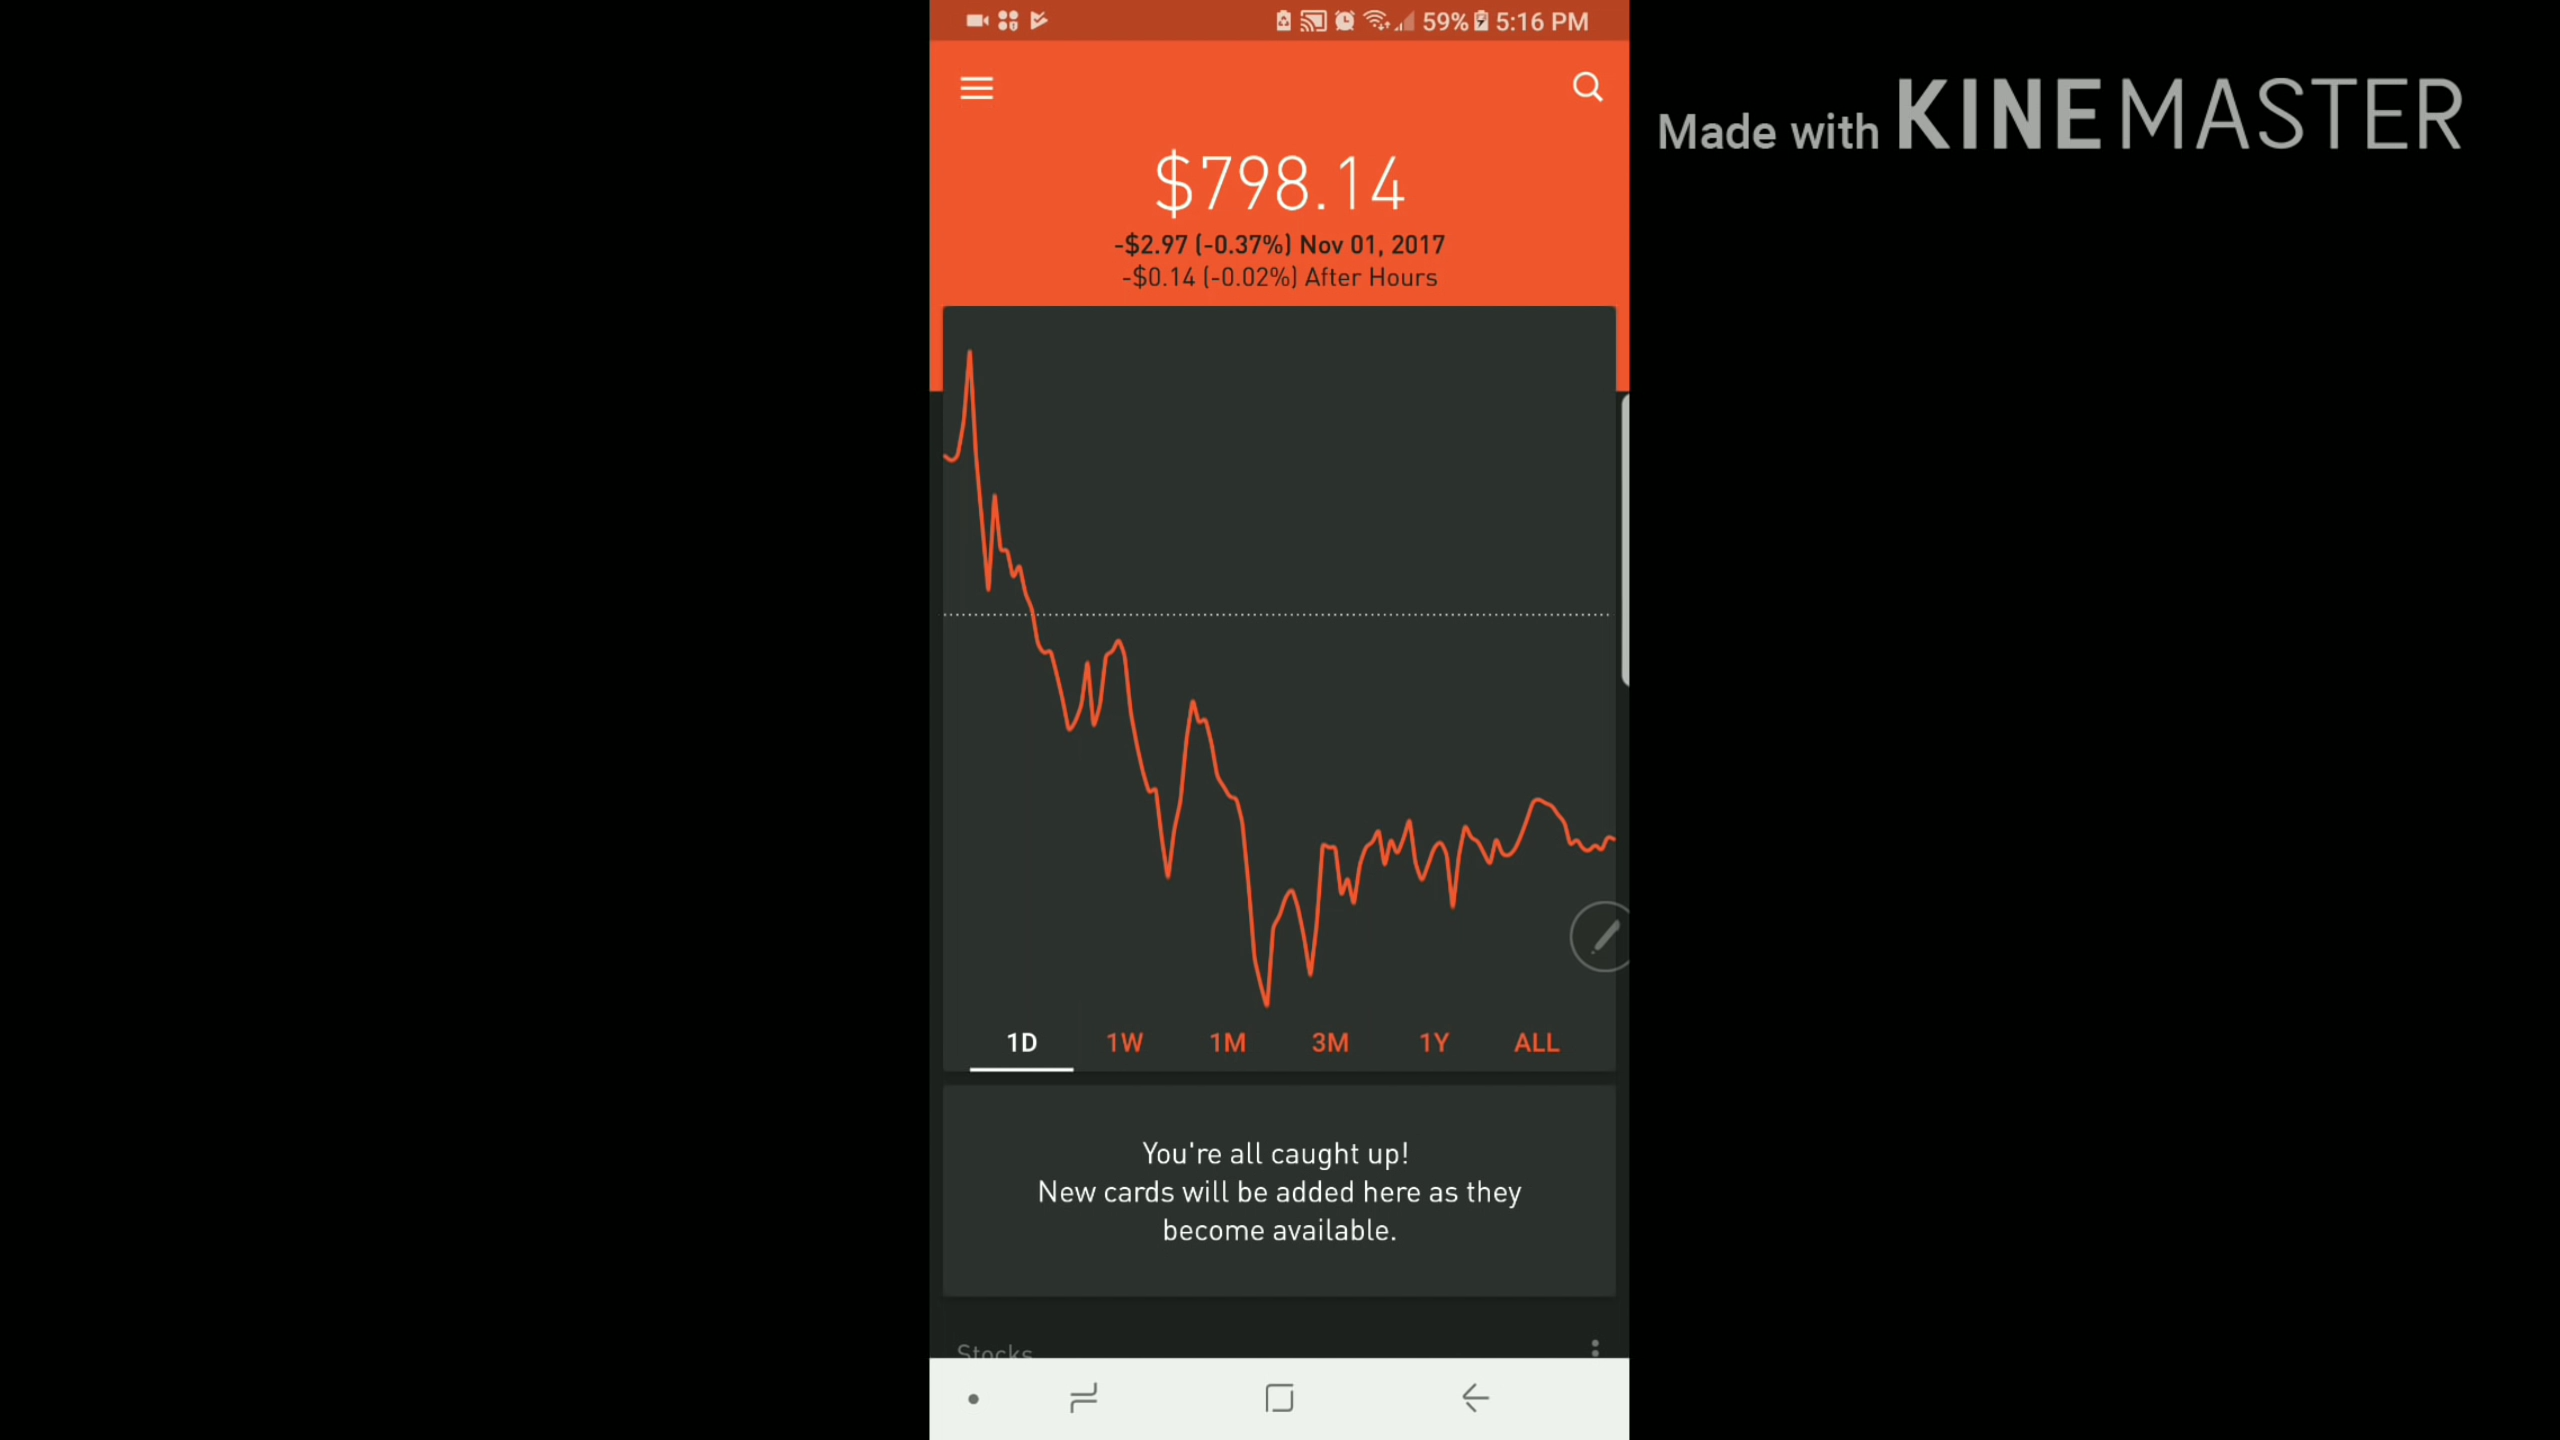 59% 5:16 PM
Made with KINEMASTER
$798.14
-$2.97 (-0.37%) Nov 01, 2017
-$0.14 (-0.02%) After Hours
1D 1W 1M 3M 1Y ALL
You're all caught up!
New cards will be added here as they
become available.
Stocks